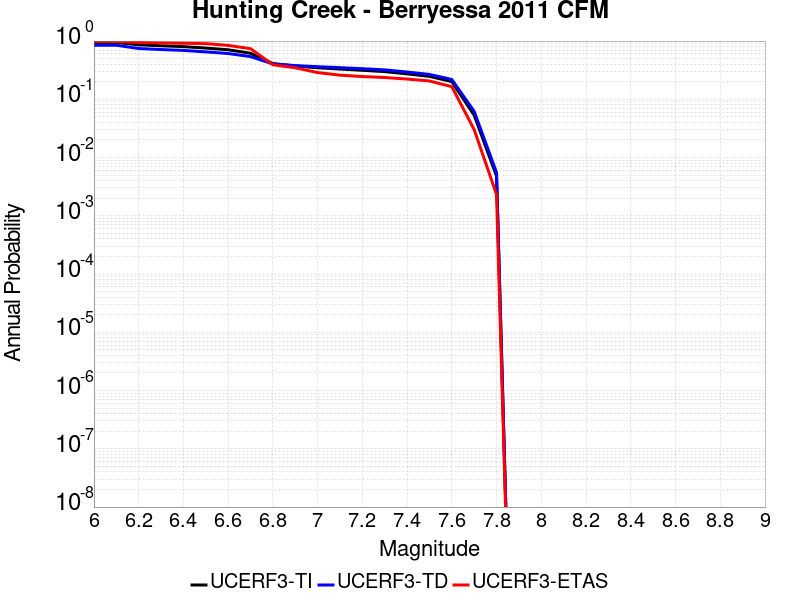 Hunting Creek - Berryessa 2011 CFM
Annual Probability
10^0
10^-1
10^-2
10^-3
10^-4
10^-5
10^-6
10^-7
10^-8
6 6.2 6.4 6.6 6.8 7 7.2 7.4 7.6 7.8 8 8.2 8.4 8.6 8.8 9
Magnitude
UCERF3-TI UCERF3-TD UCERF3-ETAS